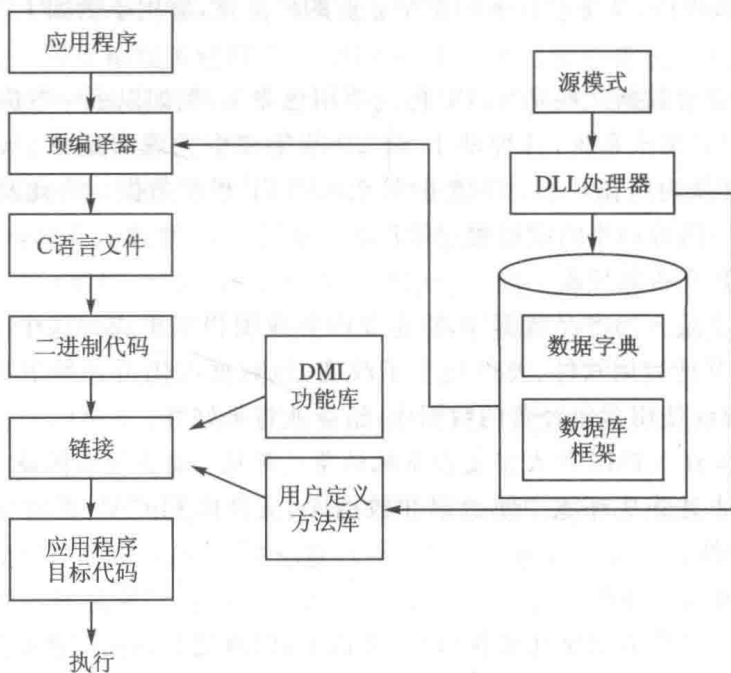 应用程序
预编译器
C语言文件
二进制代码
链接
应用程序
目标代码
执行
DML
功能库
用户定义
方法库
源模式
DLL处理器
数据字典
数据库
框架